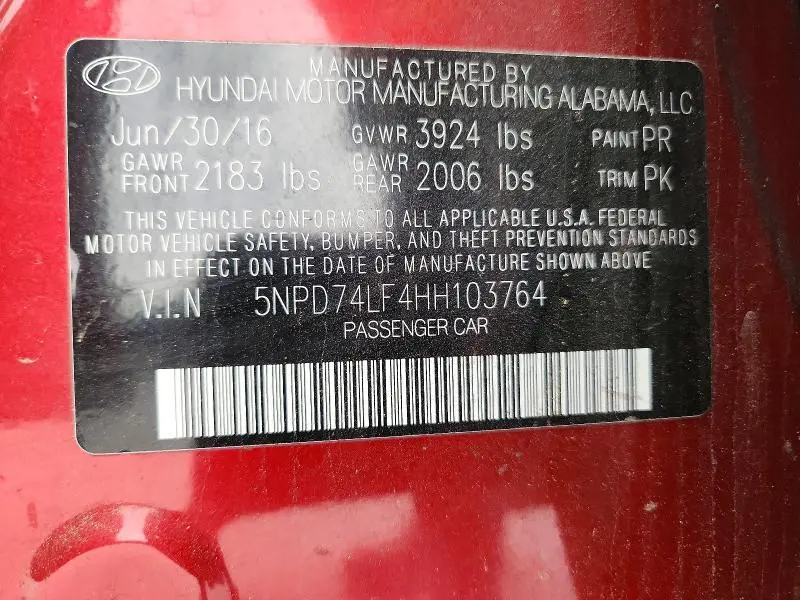 MANUFACTURED BY
HYUNDAI MOTOR MANUFACTURING ALABAMA, LLC
Jun/30/16 GVWR 3924 lbs PAINT PR
GAWR FRONT 2183 lbs GAWR REAR 2006 lbs TRIM PK
THIS VEHICLE CONFORMS TO ALL APPLICABLE U.S.A. FEDERAL
MOTOR VEHICLE SAFETY, BUMPER, AND THEFT PREVENTION STANDARDS
IN EFFECT ON THE DATE OF MANUFACTURE SHOWN ABOVE
V.I.N 5NPD74LF4HH103764
PASSENGER CAR